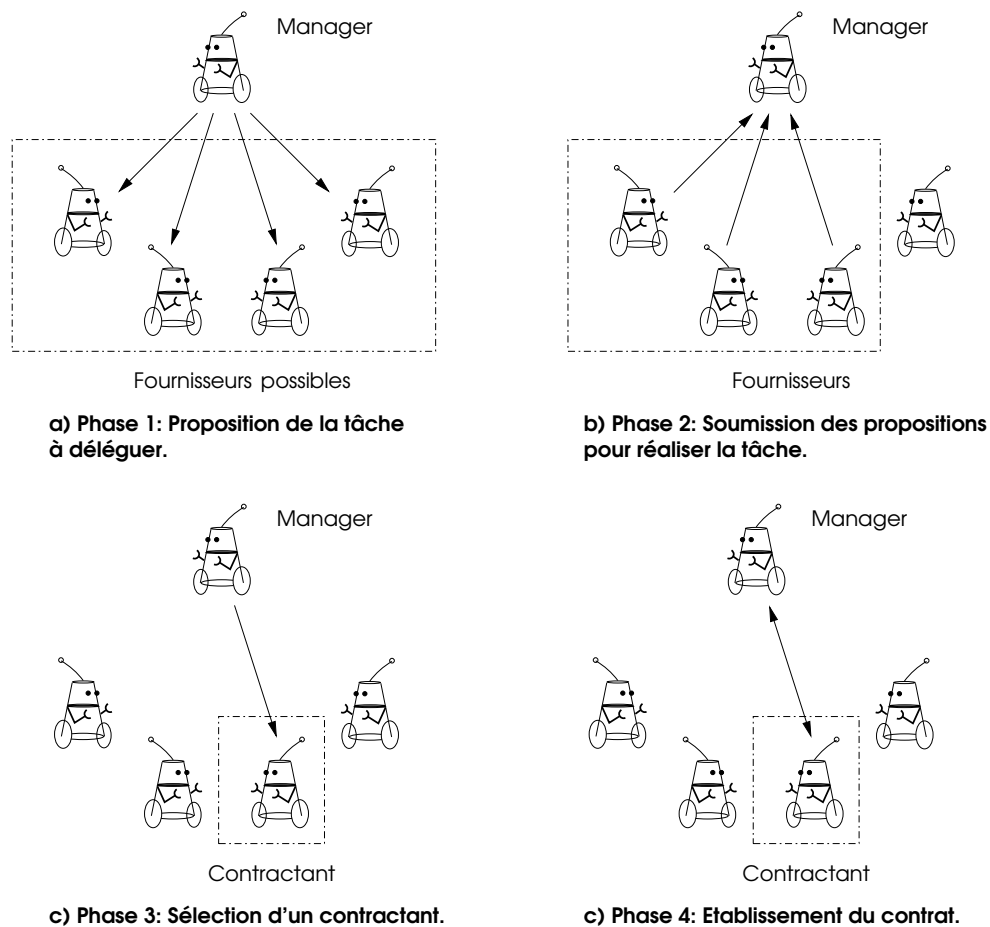 Manager
Manager
Fournisseurs possibles
Fournisseurs
a) Phase 1: Proposition de la tâche
à déléguer.
b) Phase 2: Soumission des propositions
pour réaliser la tâche.
Manager
Manager
Contractant
Contractant
c) Phase 3: Sélection d'un contractant.
c) Phase 4: Etablissement du contrat.